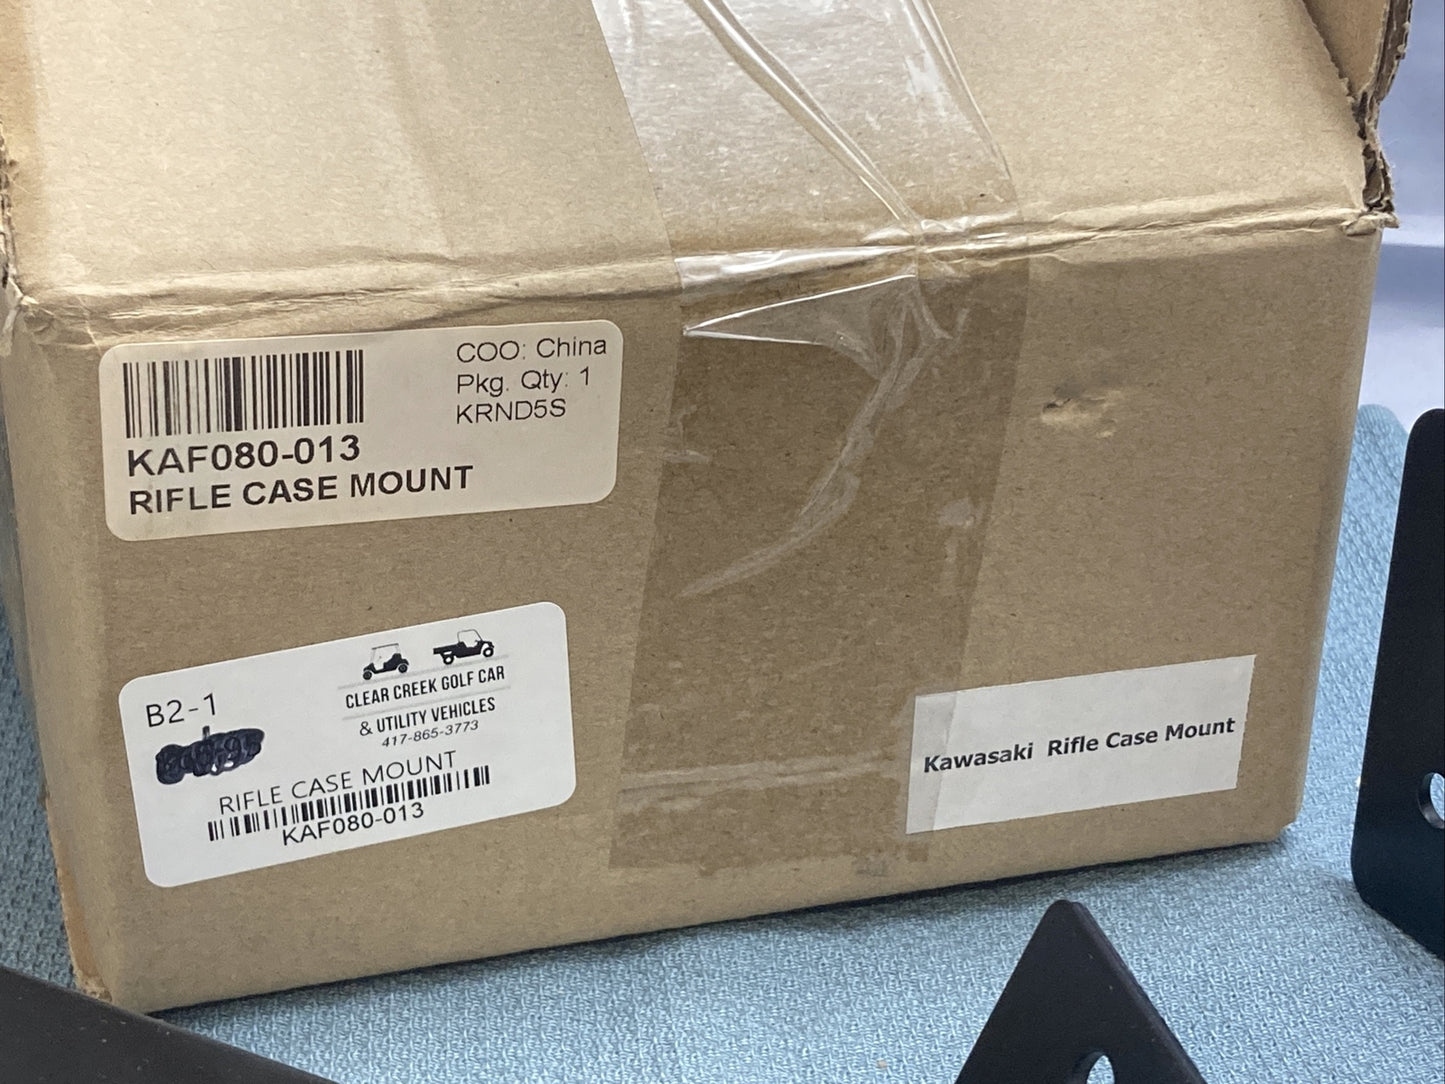 COO: China
Pkg. Qty: 1
KRND5S
KAF080-013
RIFLE CASE MOUNT
B2-1
CLEAR CREEK GOLF CAR
& UTILITY VEHICLES
417-865-3773
RIFLE CASE MOUNT
KAF080-013
Kawasaki Rifle Case Mount